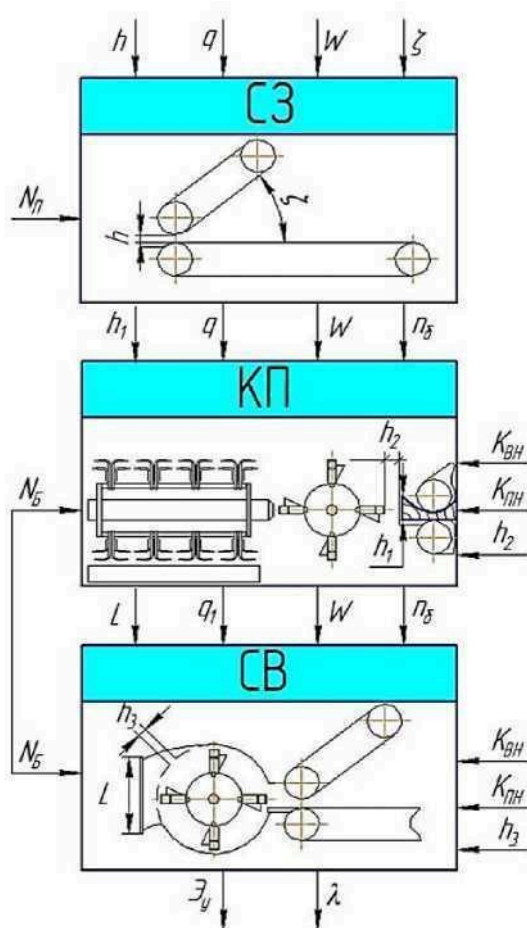 h q W ζ
СЗ
N_П
h
ζ
h₁ q W n_δ
КП
h₂
K_ВН
N_Б
K_ПН
h₁
h₂
L q₁ W n_δ
СВ
h₃
K_ВН
N_Б
L
K_ПН
h₃
Э_у λ